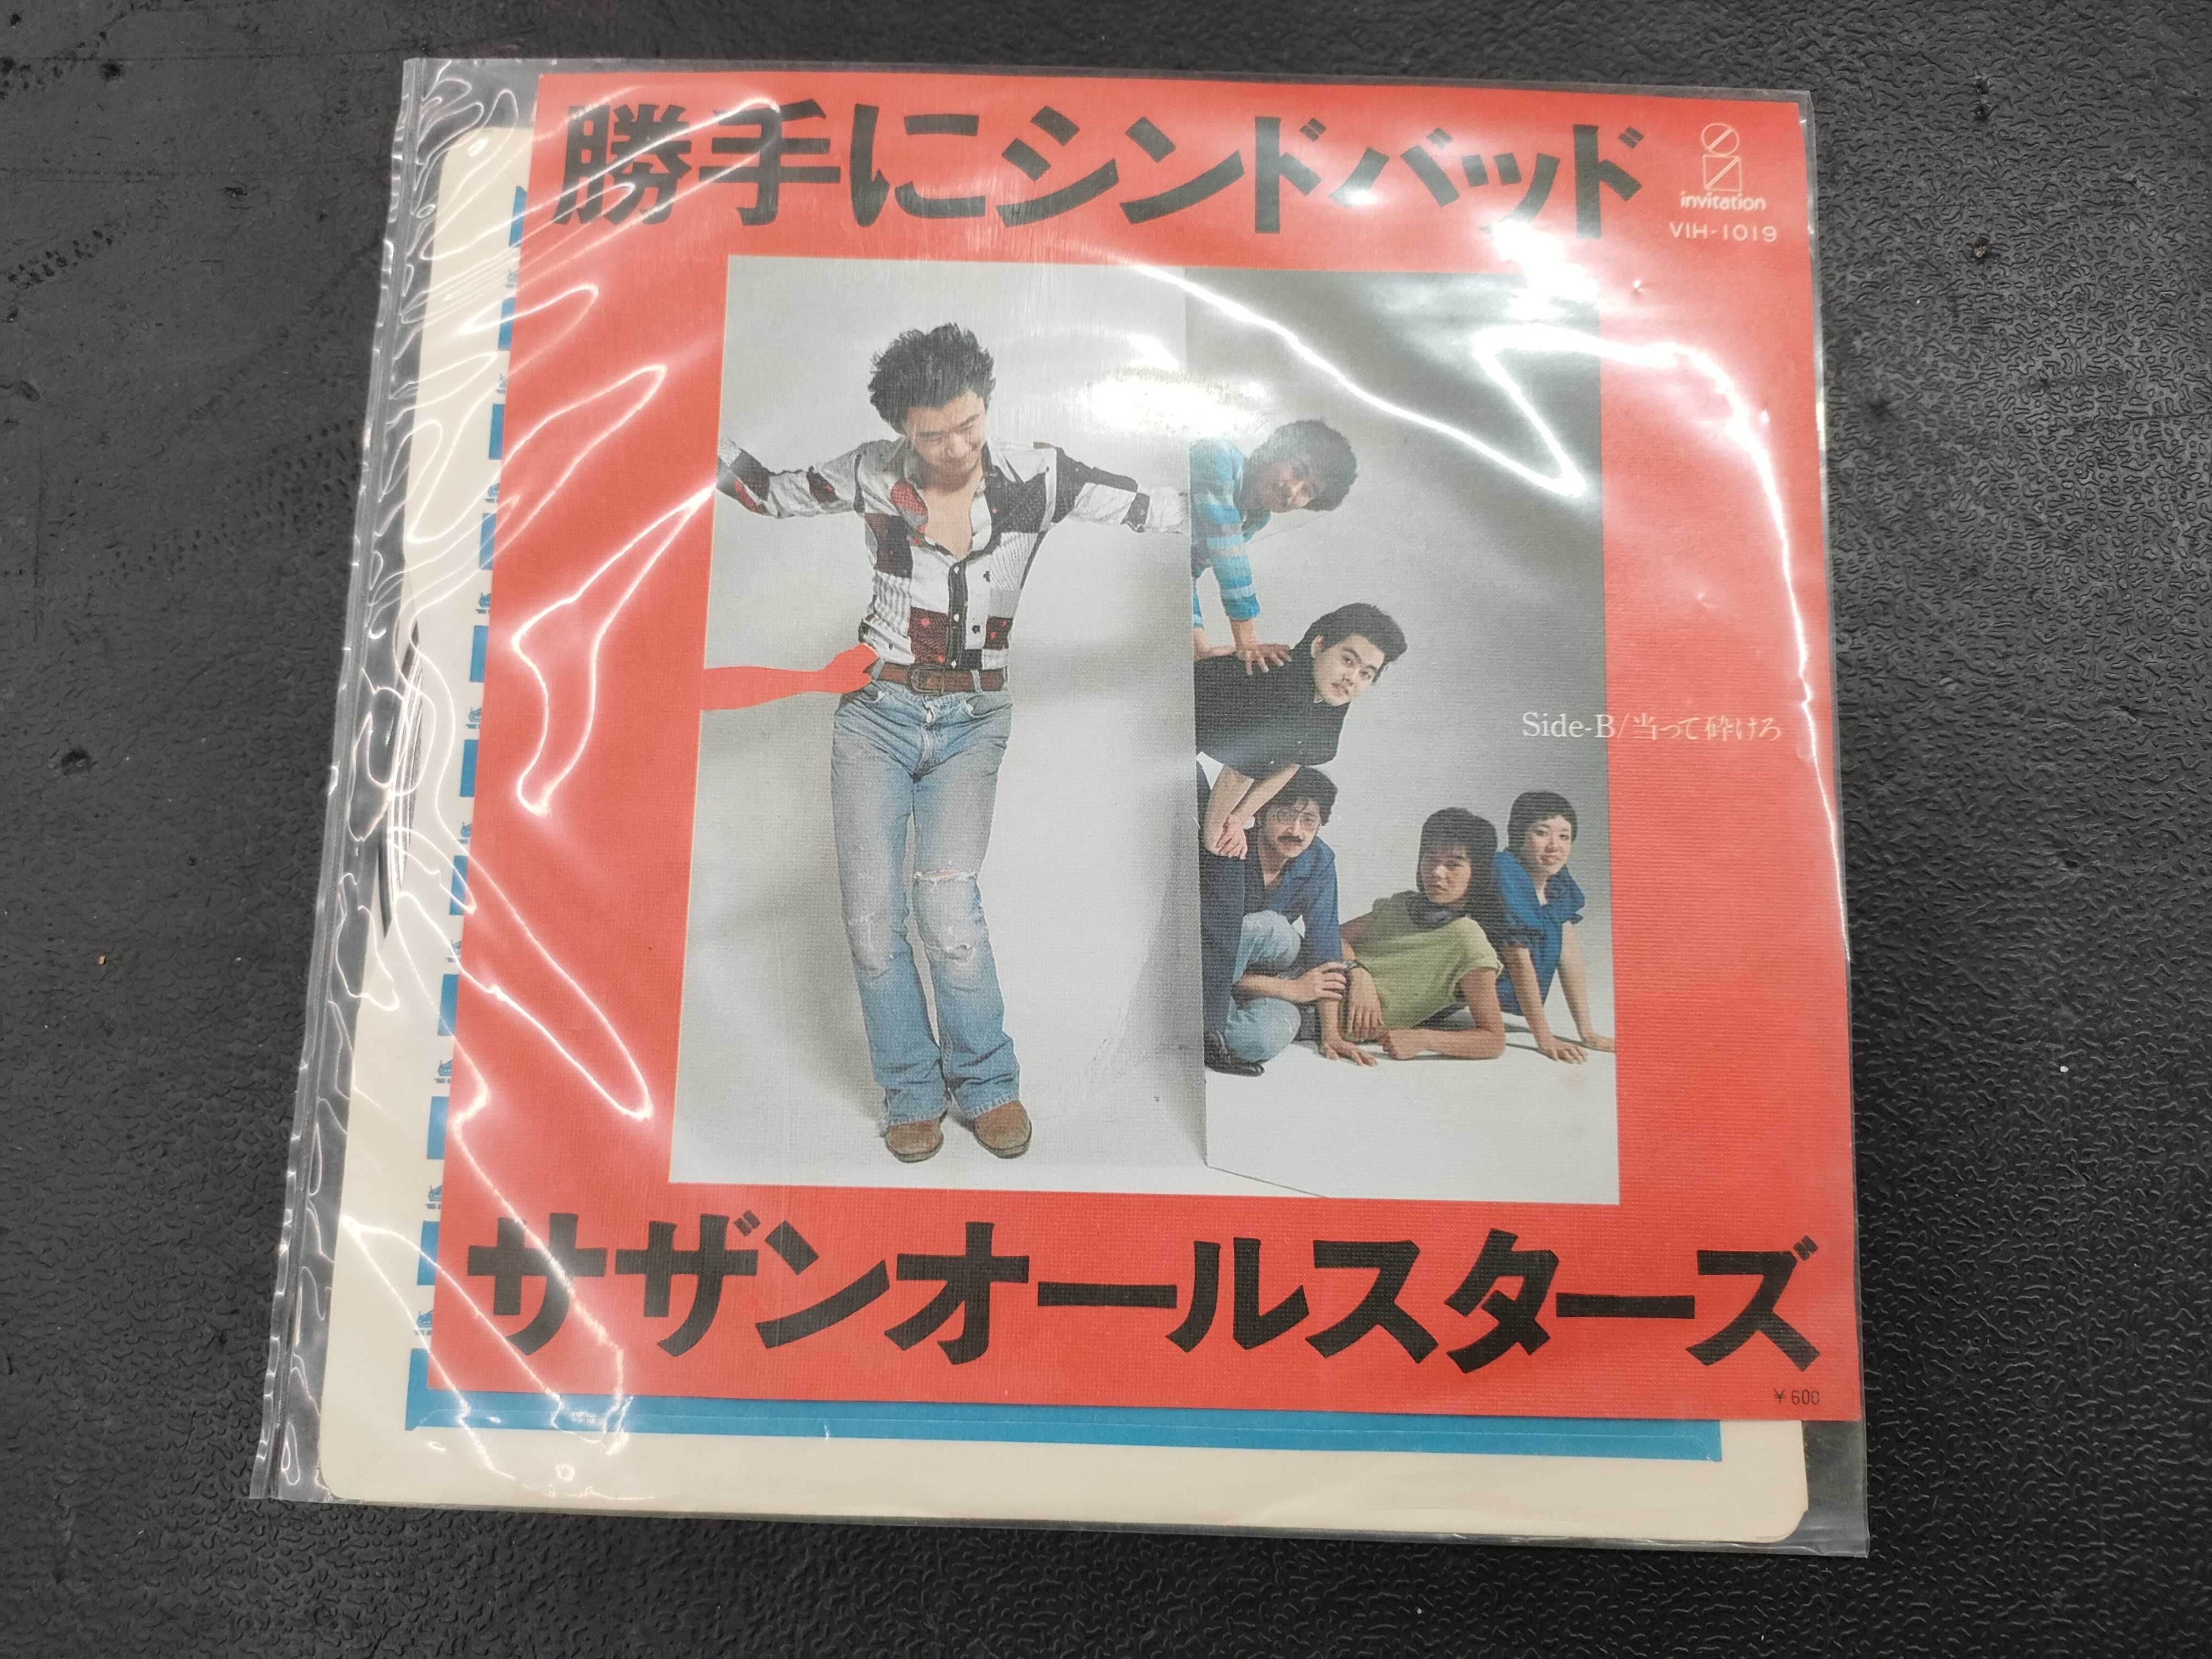 勝手にシンドバッド
invitation
VIH-1019
Side-B/当って砕けろ
サザンオールスターズ
￥600